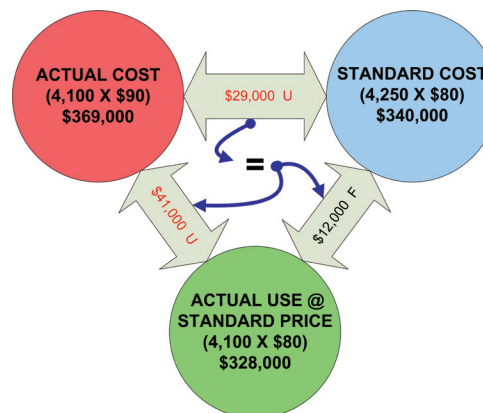 ACTUAL COST
(4,100 X $90)
$369,000
$29,000 U
STANDARD COST
(4,250 X $80)
$340,000
=
$41,000 U
$12,000 F
ACTUAL USE @
STANDARD PRICE
(4,100 X $80)
$328,000